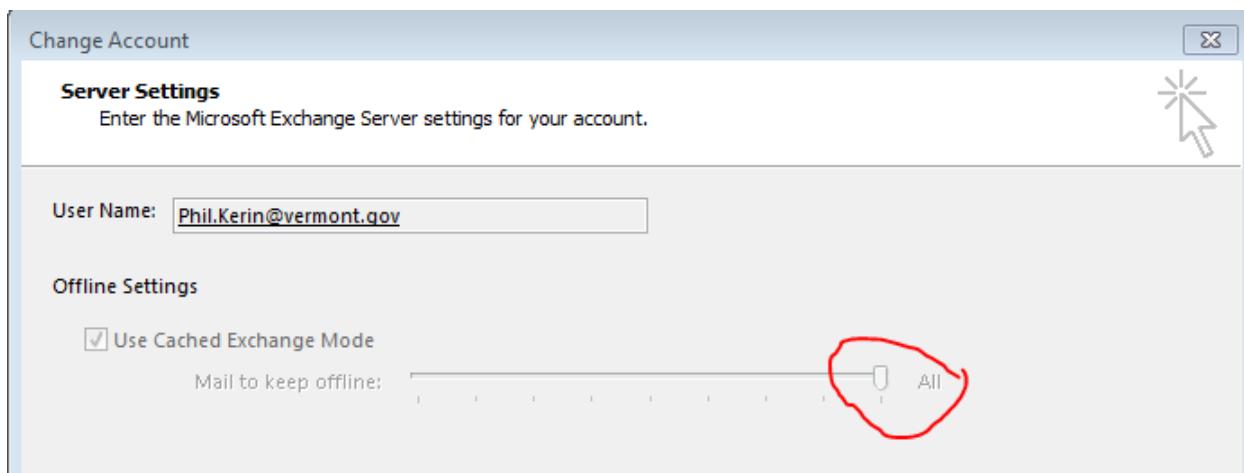 Change Account
Server Settings
Enter the Microsoft Exchange Server settings for your account.
User Name: Phil.Kerin@vermont.gov
Offline Settings
Use Cached Exchange Mode
Mail to keep offline: All